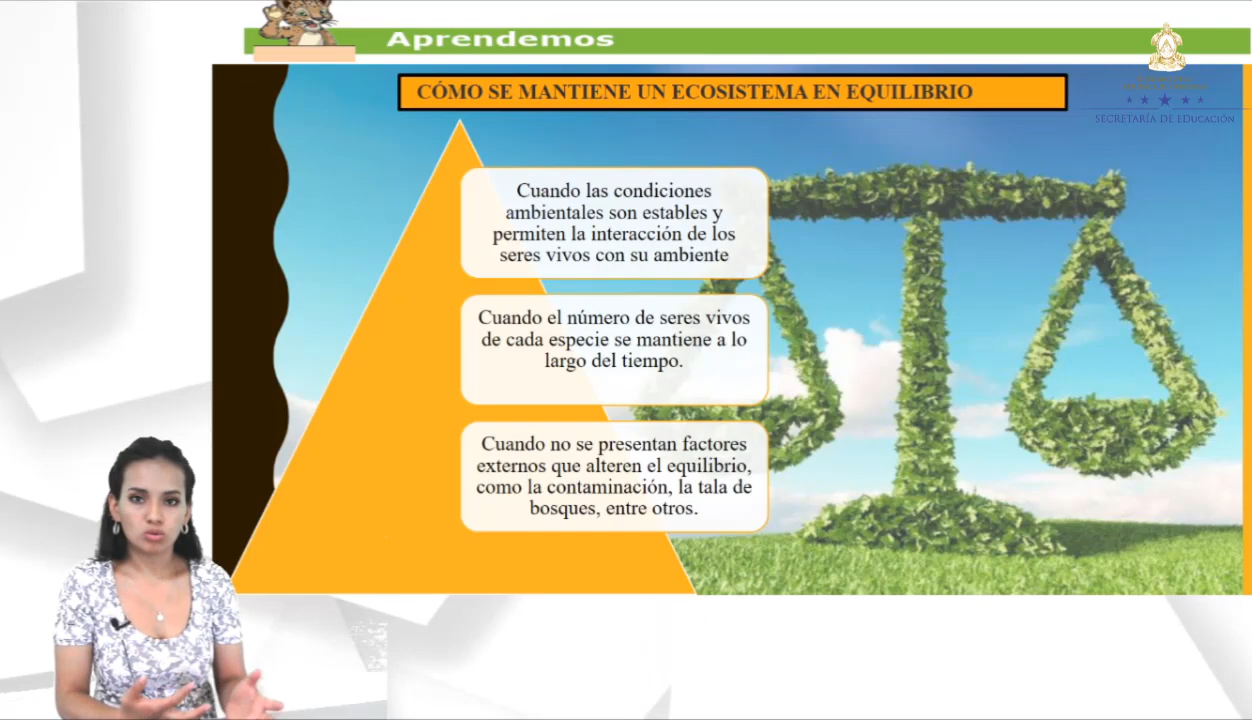 Aprendemos
CÓMO SE MANTIENE UN ECOSISTEMA EN EQUILIBRIO
SECRETARÍA DE EDUCACIÓN
Cuando las condiciones
ambientales son estables y
permiten la interacción de los
seres vivos con su ambiente
Cuando el número de seres vivos
de cada especie se mantiene a lo
largo del tiempo.
Cuando no se presentan factores
externos que alteren el equilibrio,
como la contaminación, la tala de
bosques, entre otros.